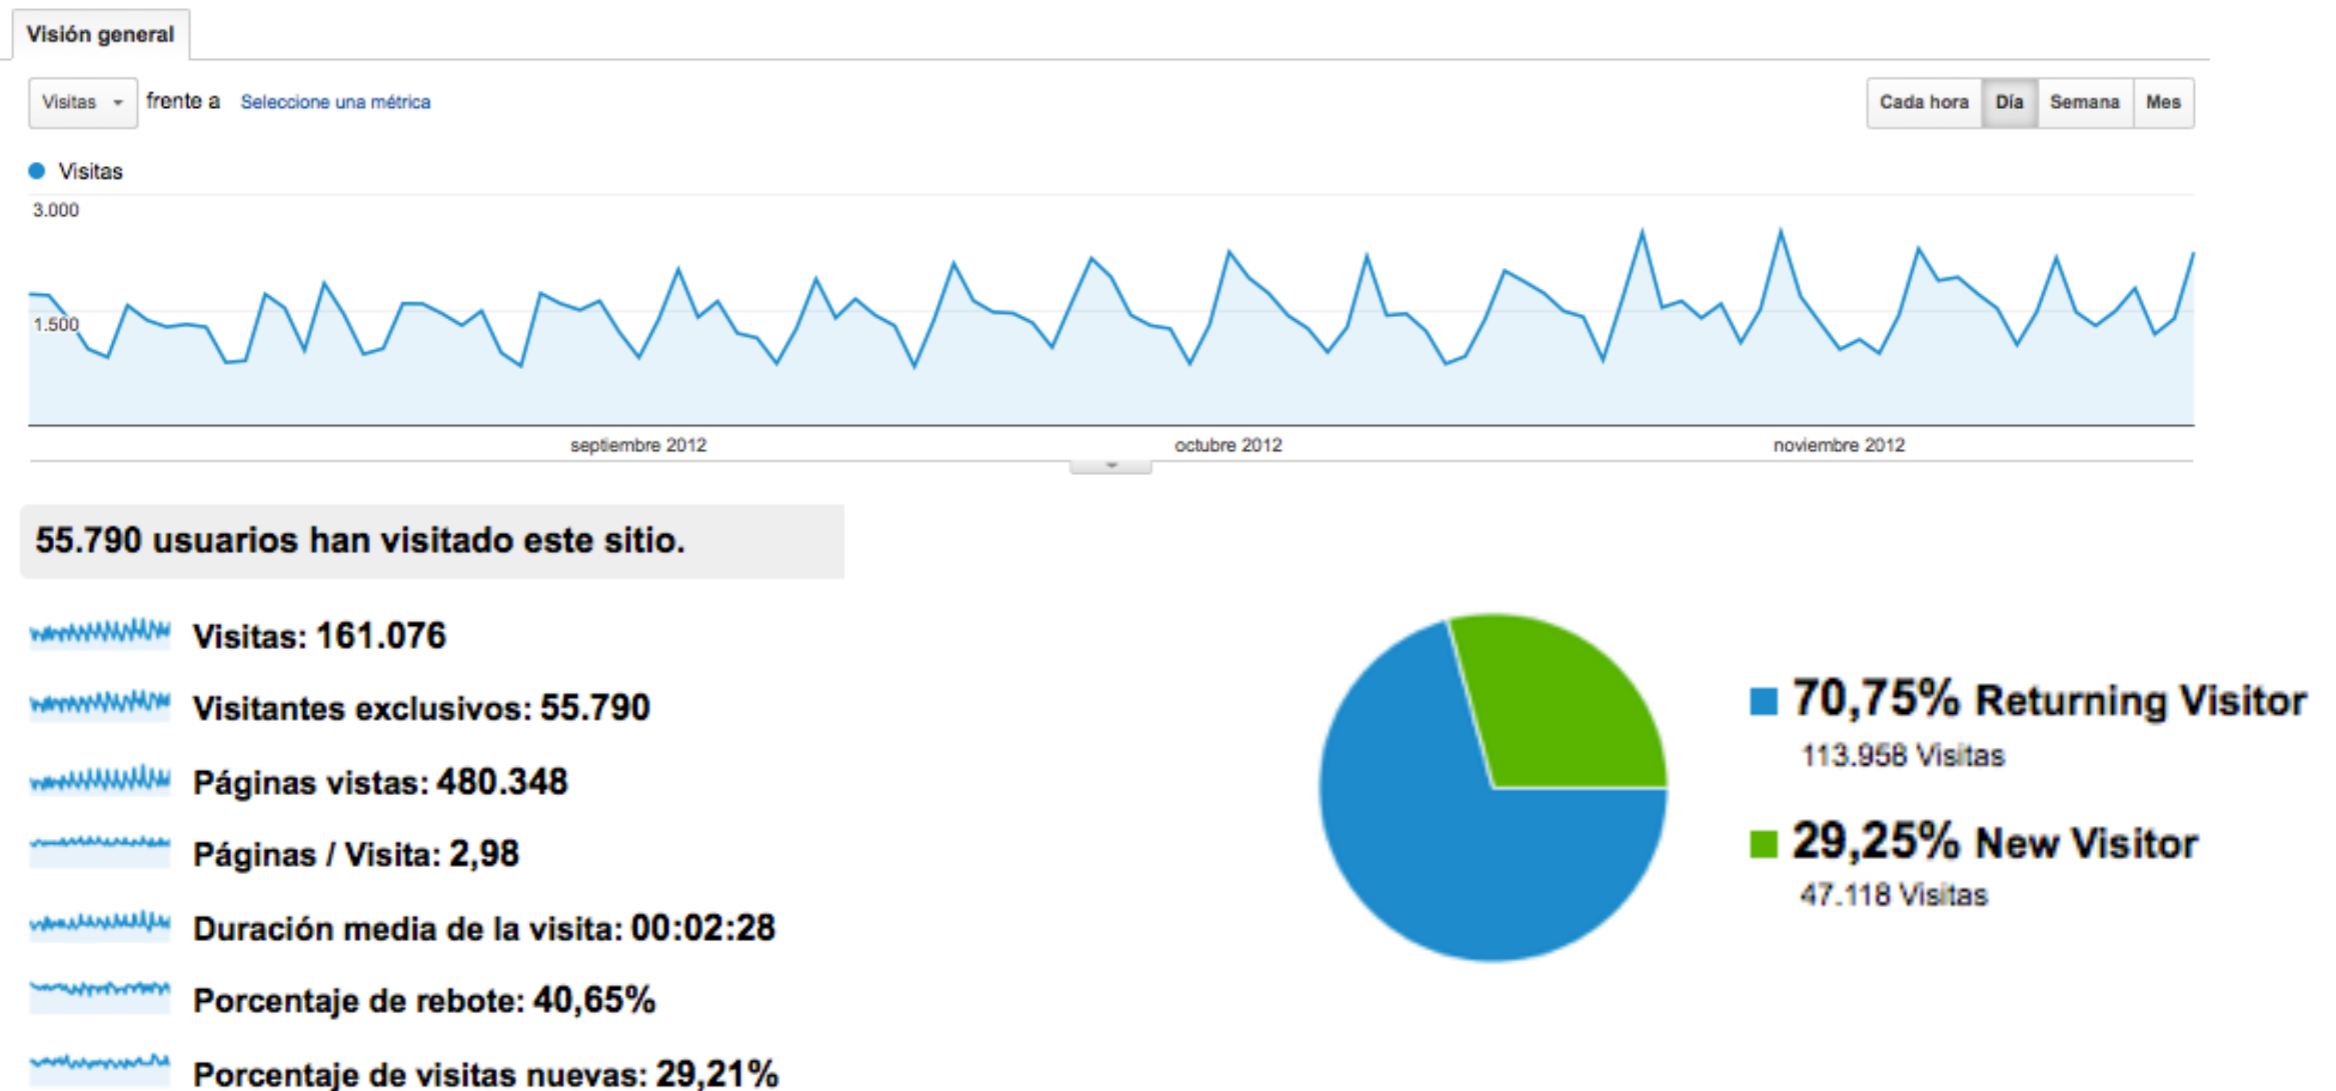 Visión general
Visitas frente a Seleccione una métrica
Cada hora Día Semana Mes
Visitas
3.000
1.500
septiembre 2012 octubre 2012 noviembre 2012
55.790 usuarios han visitado este sitio.
Visitas: 161.076
Visitantes exclusivos: 55.790
Páginas vistas: 480.348
Páginas / Visita: 2,98
Duración media de la visita: 00:02:28
Porcentaje de rebote: 40,65%
Porcentaje de visitas nuevas: 29,21%
70,75% Returning Visitor
113.958 Visitas
29,25% New Visitor
47.118 Visitas